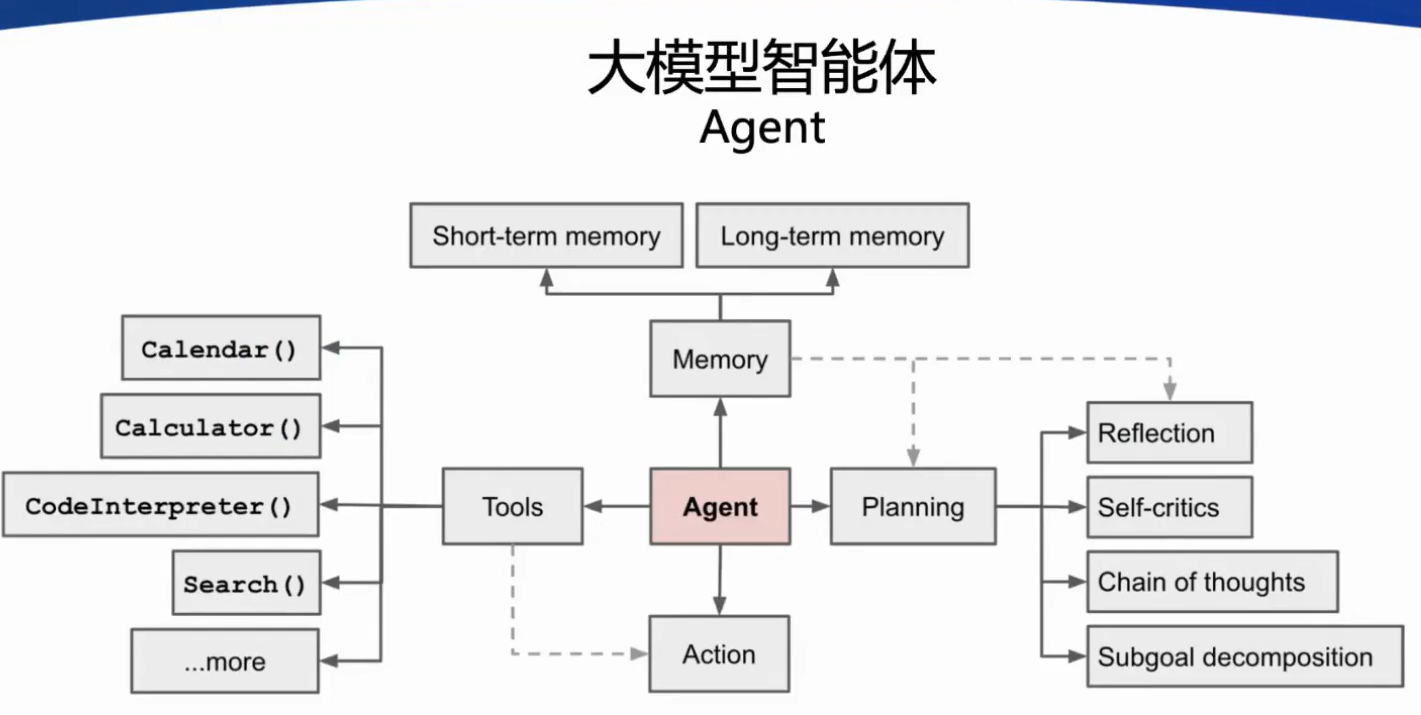 大模型智能体
Agent
Short-term memory
Long-term memory
Calendar()
Memory
Calculator()
Reflection
CodeInterpreter()
Tools
Agent
Planning
Self-critics
Search()
Chain of thoughts
...more
Action
Subgoal decomposition